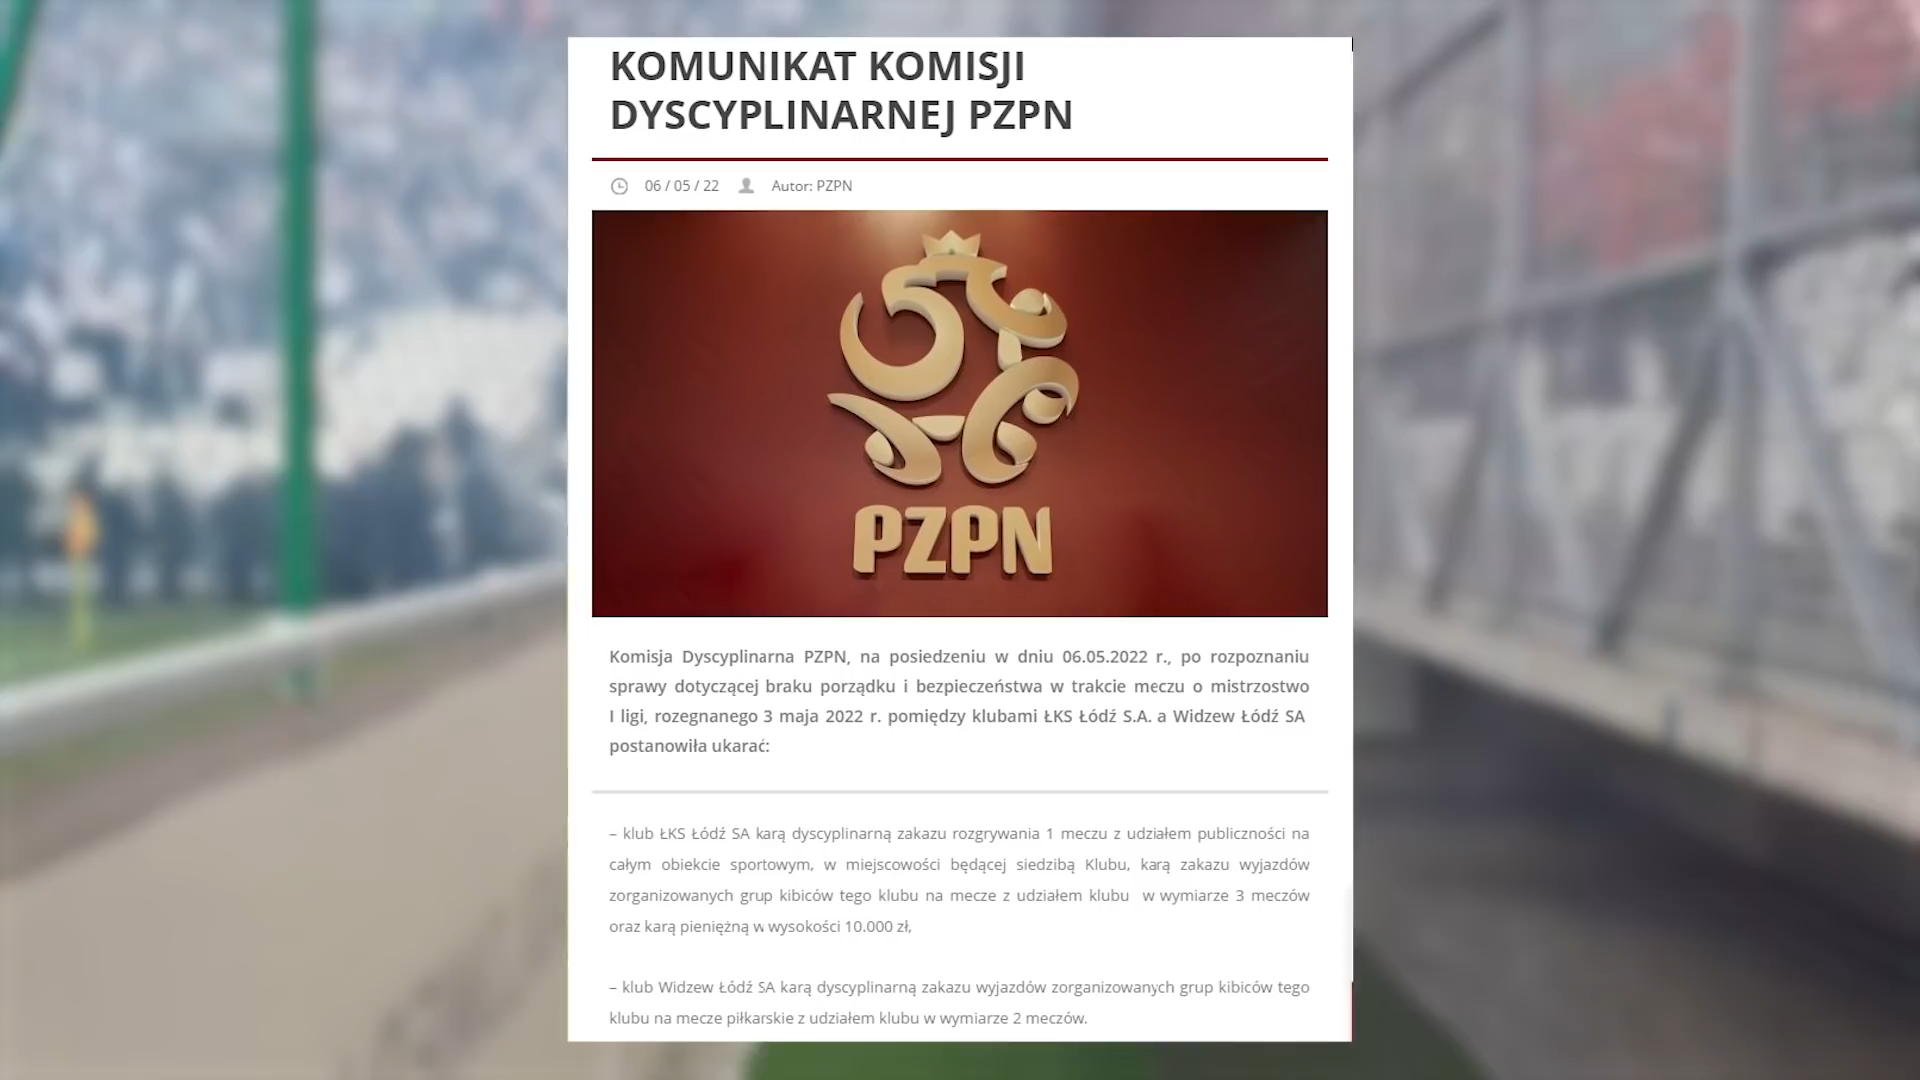 KOMUNIKAT KOMISJI
DYSCYPLINARNEJ PZPN
06 / 05 / 22 Autor: PZPN
PZPN
Komisja Dyscyplinarna PZPN, na posiedzeniu w dniu 06.05.2022 r., po rozpoznaniu
sprawy dotyczącej braku porządku i bezpieczeństwa w trakcie meczu o mistrzostwo
I ligi, rozegnanego 3 maja 2022 r. pomiędzy klubami ŁKS Łódź S.A. a Widzew Łódź SA
postanowiła ukarać:
– klub ŁKS Łódź SA karą dyscyplinarną zakazu rozgrywania 1 meczu z udziałem publiczności na
całym obiekcie sportowym, w miejscowości będącej siedzibą Klubu, karą zakazu wyjazdów
zorganizowanych grup kibiców tego klubu na mecze z udziałem klubu w wymiarze 3 meczów
oraz karą pieniężną w wysokości 10.000 zł,
– klub Widzew Łódź SA karą dyscyplinarną zakazu wyjazdów zorganizowanych grup kibiców tego
klubu na mecze piłkarskie z udziałem klubu w wymiarze 2 meczów.